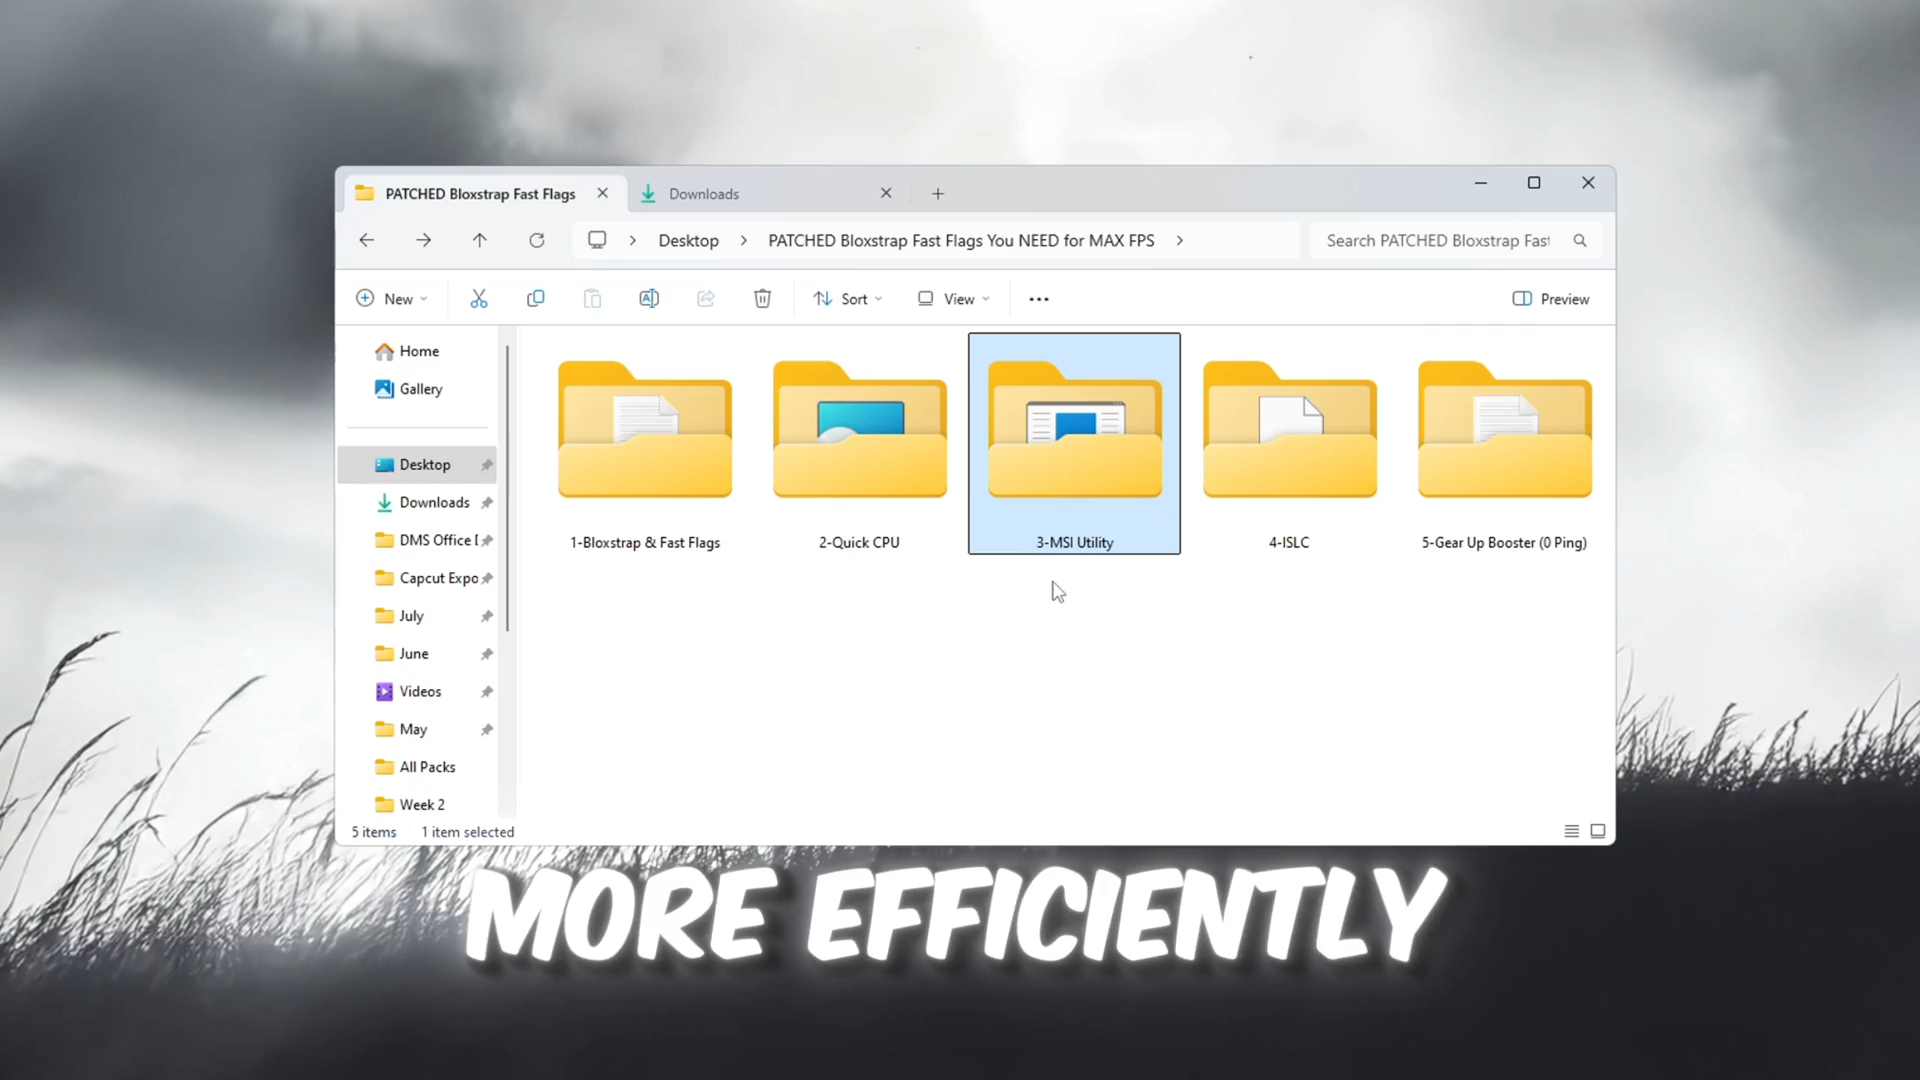 PATCHED Bloxstrap Fast Flags
Downloads
Desktop
PATCHED Bloxstrap Fast Flags You NEED for MAX FPS
Search PATCHED Bloxstrap Fast
New
Sort
View
Preview
Home
Gallery
Desktop
Downloads
DMS Office
Capcut Expo
July
June
Videos
May
All Packs
Week 2
1-Bloxstrap & Fast Flags
2-Quick CPU
3-MSI Utility
4-ISLC
5-Gear Up Booster (0 Ping)
5 items
1 item selected
MORE EFFICIENTLY